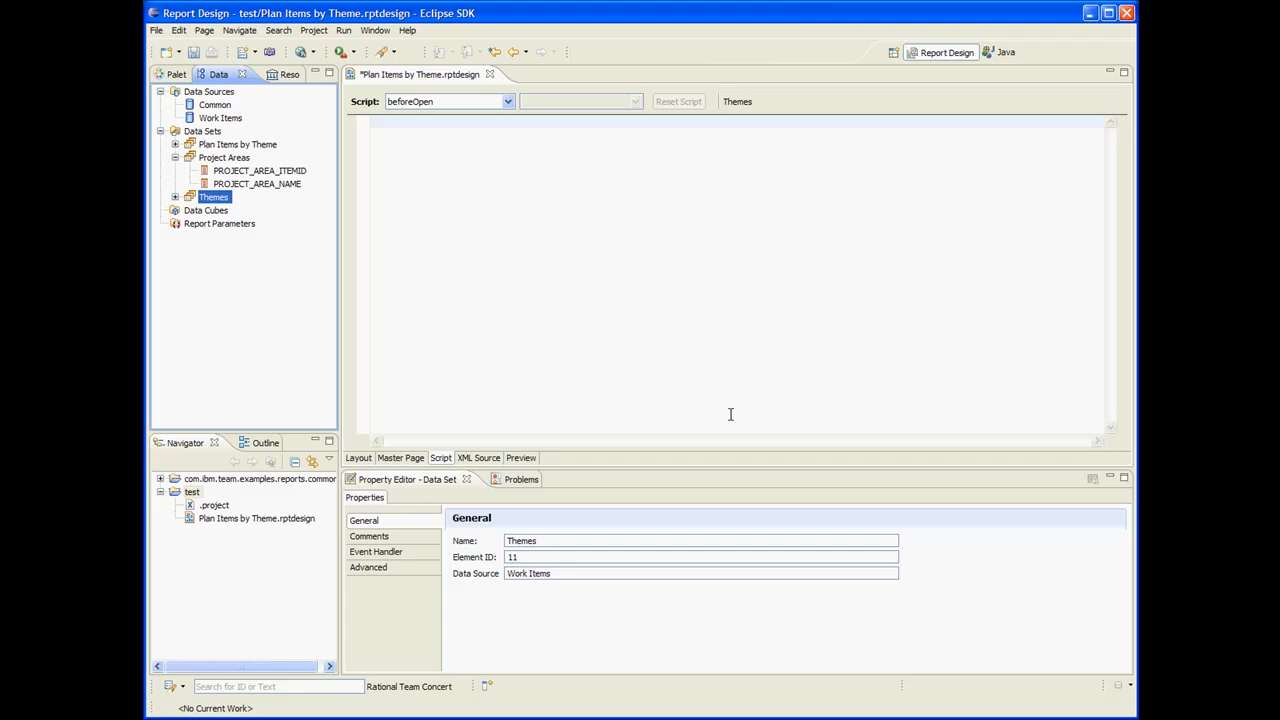 Report Design - test/Plan Items by Theme.rptdesign - Eclipse SDK
File Edit Page Navigate Search Project Run Window Help
Report Design Java
Palet Data Reso
*Plan Items by Theme.rptdesign
Script: beforeOpen Reset Script Themes
Data Sources
Common
Work Items
Data Sets
Plan Items by Theme
Project Areas
PROJECT_AREA_ITEMID
PROJECT_AREA_NAME
Themes
Data Cubes
Report Parameters
Layout Master Page Script XML Source Preview
Navigator Outline
com.ibm.team.examples.reports.common
test
.project
Plan Items by Theme.rptdesign
Property Editor - Data Set Problems
Properties
General
Comments
Event Handler
Advanced
General
Name: Themes
Element ID: 11
Data Source Work Items
Search for ID or Text Rational Team Concert
<No Current Work>